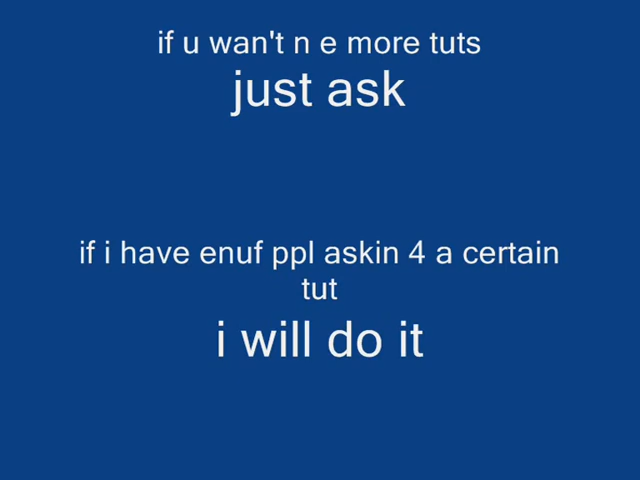 if u wan't n e more tuts
just ask
if i have enuf ppl askin 4 a certain
tut
i will do it